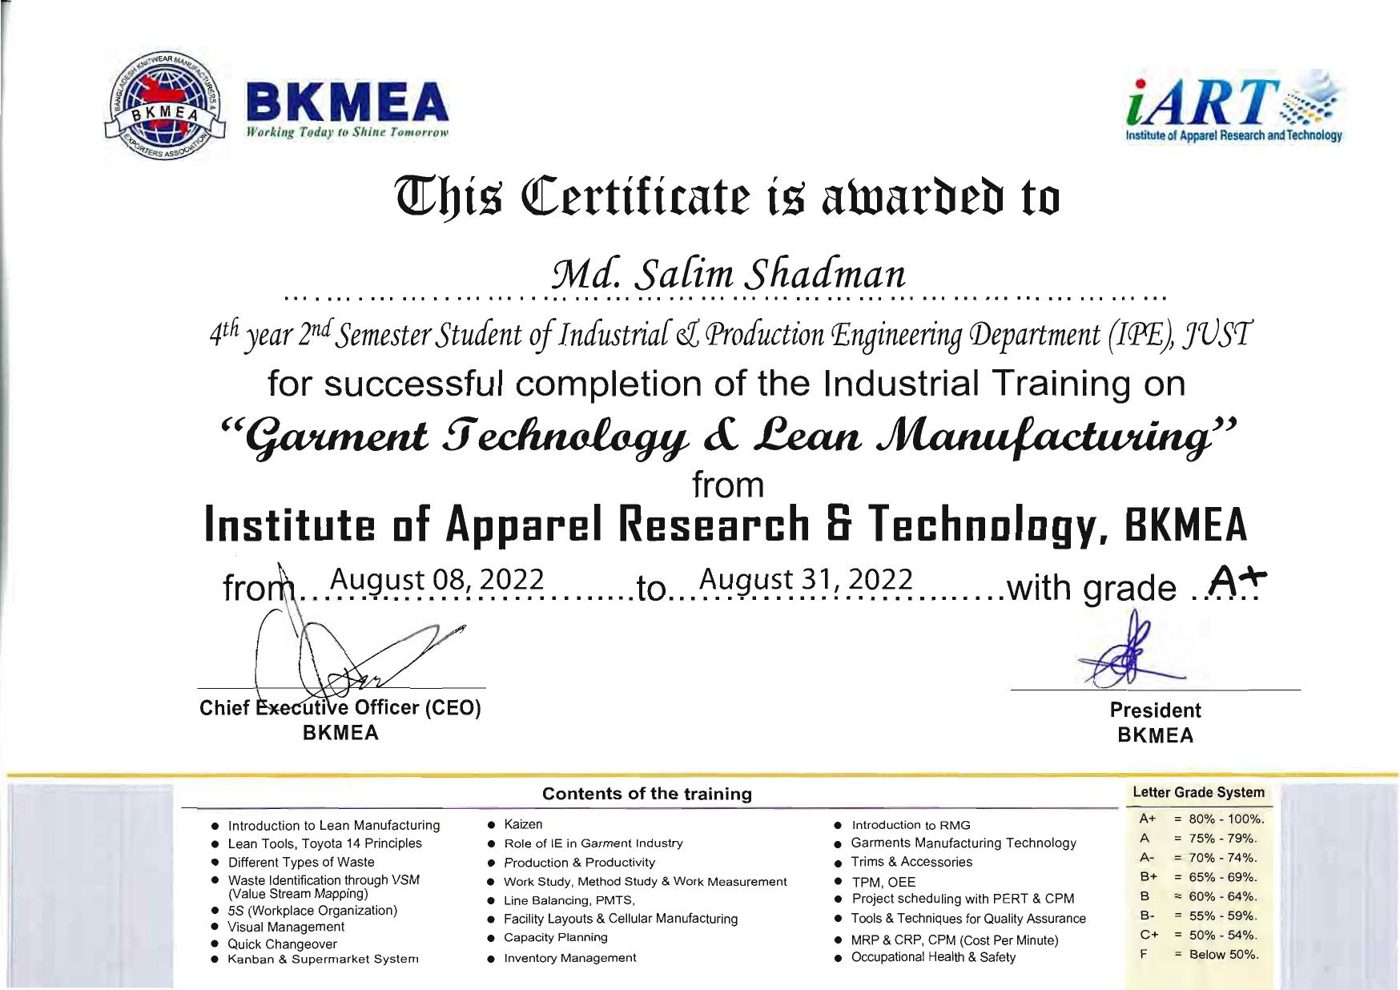 BANGLADESH KNITWEAR MANUFACTURERS &
BKMEA
EXPORTERS ASSOCIATION
BKMEA
Working Today to Shine Tomorrow
iART
Institute of Apparel Research and Technology
This Certificate is awarded to
Md. Salim Shadman
4th year 2nd Semester Student of Industrial & Production Engineering Department (IPE), JUST
for successful completion of the Industrial Training on
“Garment Technology & Lean Manufacturing”
from
Institute of Apparel Research & Technology, BKMEA
from August 08, 2022 to August 31, 2022 with grade A+
Chief Executive Officer (CEO)
BKMEA
President
BKMEA
Contents of the training
● Introduction to Lean Manufacturing
● Lean Tools, Toyota 14 Principles
● Different Types of Waste
● Waste Identification through VSM
(Value Stream Mapping)
● 5S (Workplace Organization)
● Visual Management
● Quick Changeover
● Kanban & Supermarket System
● Kaizen
● Role of IE in Garment Industry
● Production & Productivity
● Work Study, Method Study & Work Measurement
● Line Balancing, PMTS,
● Facility Layouts & Cellular Manufacturing
● Capacity Planning
● Inventory Management
● Introduction to RMG
● Garments Manufacturing Technology
● Trims & Accessories
● TPM, OEE
● Project scheduling with PERT & CPM
● Tools & Techniques for Quality Assurance
● MRP & CRP, CPM (Cost Per Minute)
● Occupational Health & Safety
Letter Grade System
A+ = 80% - 100%.
A = 75% - 79%.
A- = 70% - 74%.
B+ = 65% - 69%.
B = 60% - 64%.
B- = 55% - 59%.
C+ = 50% - 54%.
F = Below 50%.